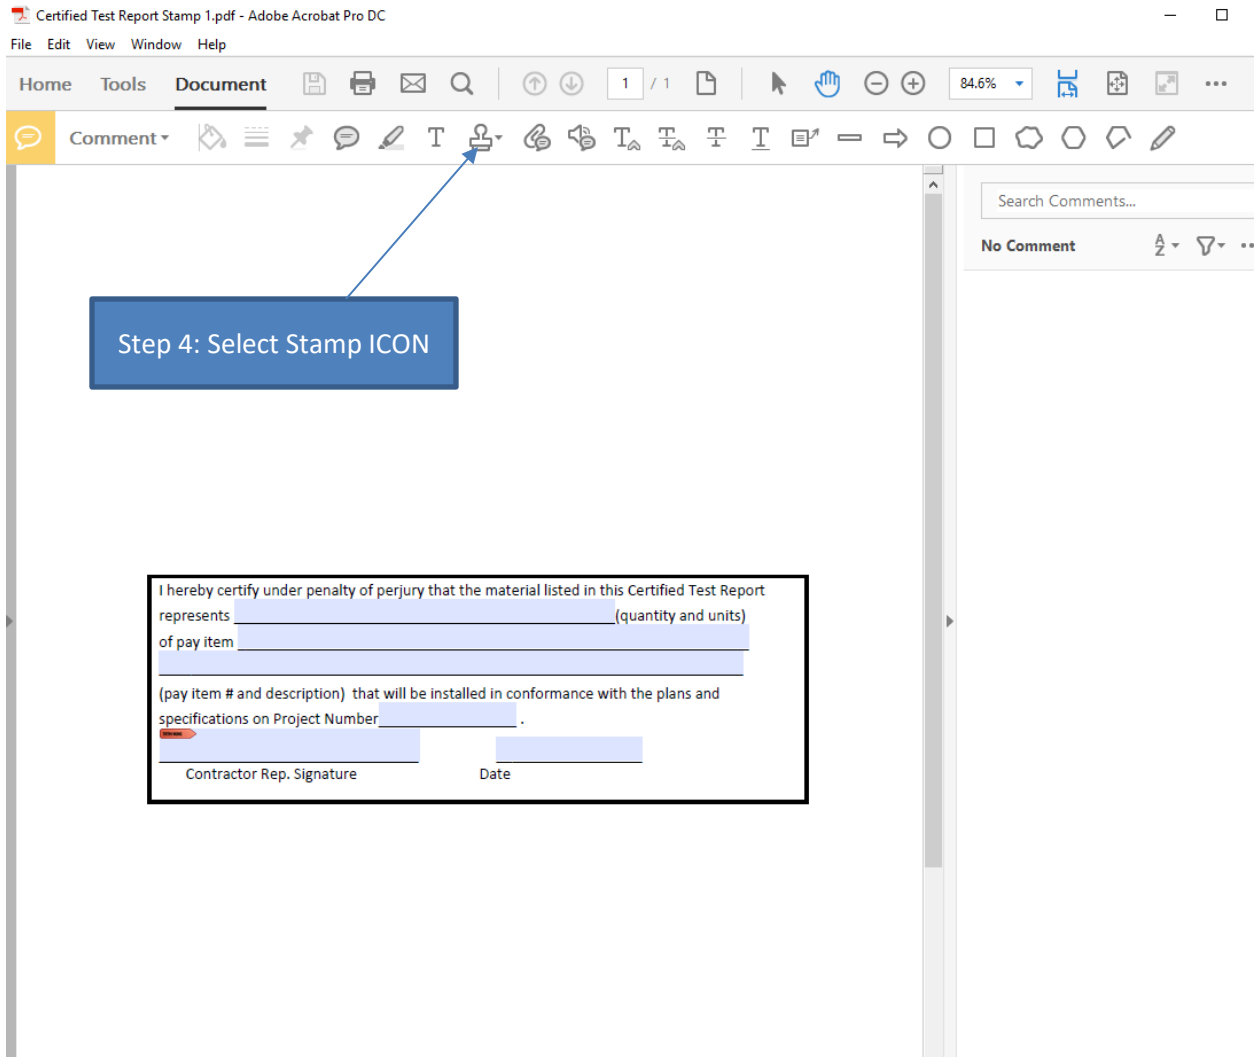 Certified Test Report Stamp 1.pdf - Adobe Acrobat Pro DC
File Edit View Window Help
Home Tools Document 1 / 1 84.6%
Comment
Search Comments...
No Comment
Step 4: Select Stamp ICON
I hereby certify under penalty of perjury that the material listed in this Certified Test Report
represents (quantity and units)
of pay item
(pay item # and description) that will be installed in conformance with the plans and
specifications on Project Number .
Contractor Rep. Signature Date